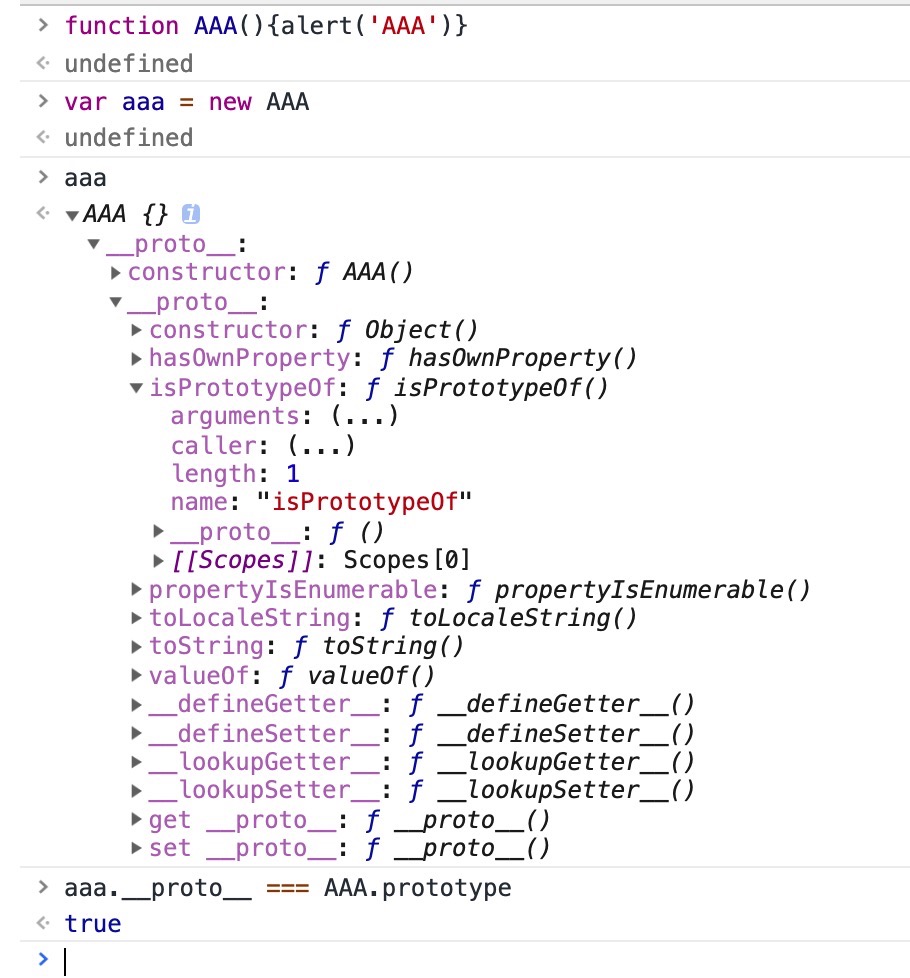 > function AAA(){alert('AAA')}
undefined
> var aaa = new AAA
undefined
> aaa
AAA {} i
__proto__:
constructor: ƒ AAA()
__proto__:
constructor: ƒ Object()
hasOwnProperty: ƒ hasOwnProperty()
isPrototypeOf: ƒ isPrototypeOf()
arguments: (...)
caller: (...)
length: 1
name: "isPrototypeOf"
__proto__: ƒ ()
[[Scopes]]: Scopes[0]
propertyIsEnumerable: ƒ propertyIsEnumerable()
toLocaleString: ƒ toLocaleString()
toString: ƒ toString()
valueOf: ƒ valueOf()
__defineGetter__: ƒ __defineGetter__()
__defineSetter__: ƒ __defineSetter__()
__lookupGetter__: ƒ __lookupGetter__()
__lookupSetter__: ƒ __lookupSetter__()
get __proto__: ƒ __proto__()
set __proto__: ƒ __proto__()
> aaa.__proto__ === AAA.prototype
true
>